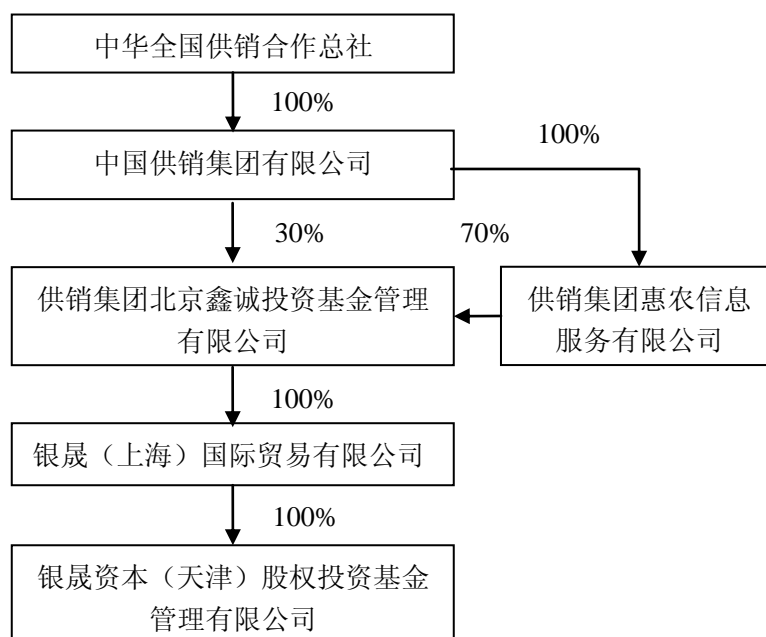 中华全国供销合作总社
100%
100%
中国供销集团有限公司
30%
70%
供销集团北京鑫诚投资基金管理
有限公司
供销集团惠农信息
服务有限公司
100%
银晟（上海）国际贸易有限公司
100%
银晟资本（天津）股权投资基金
管理有限公司